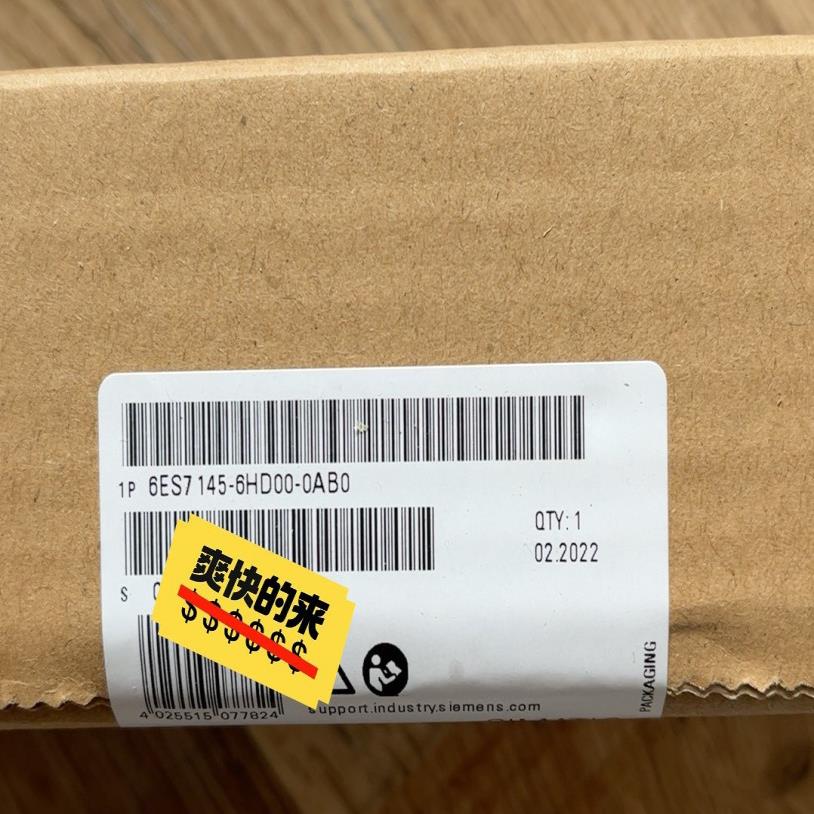 1P 6ES7 145-6HD00-0AB0
QTY: 1
02.2022
S
爽快的来
$$$$$$
4 025515 077824
support.industry.siemens.com
PACKAGING